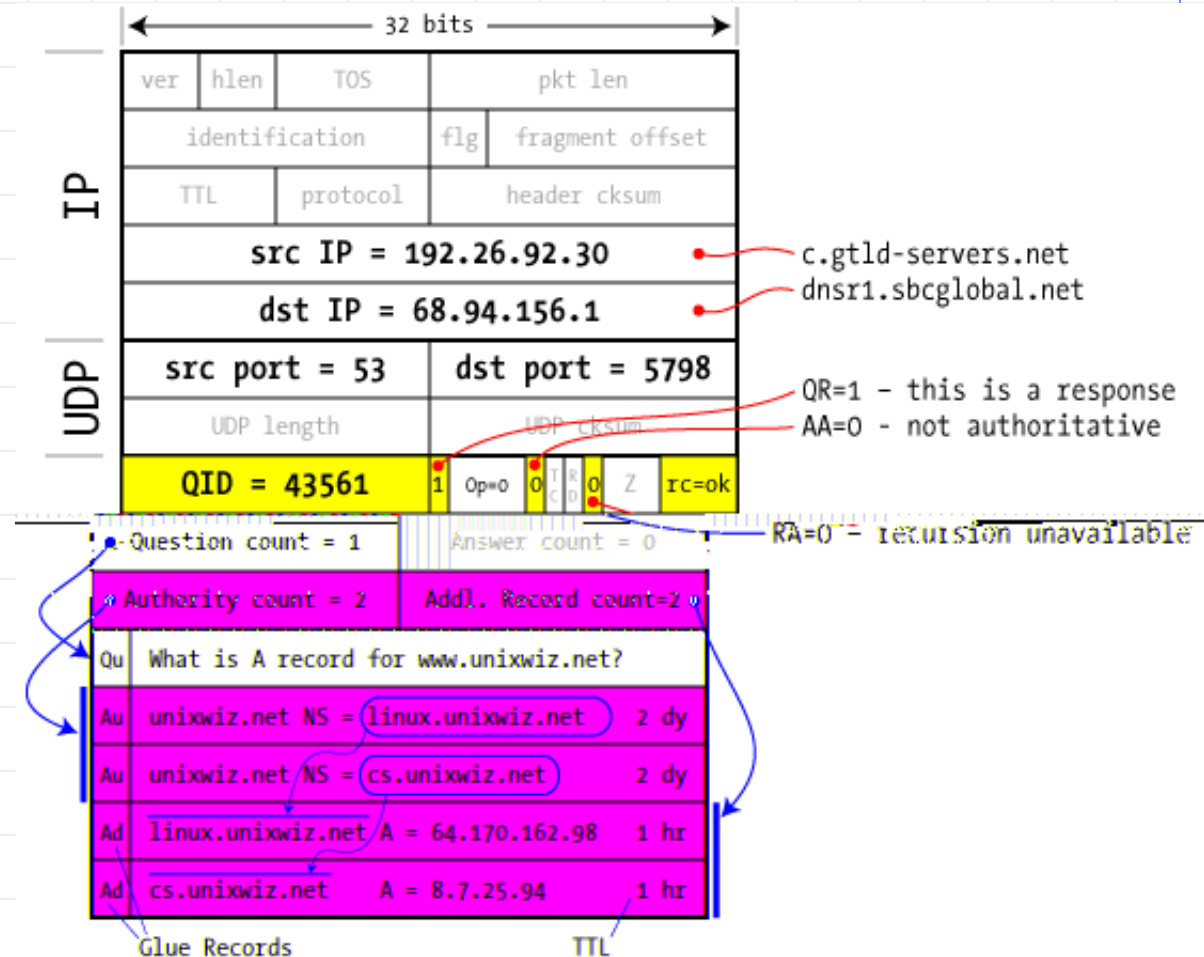 32 bits
ver hlen TOS pkt len
identification flg fragment offset
TTL protocol header cksum
IP
src IP = 192.26.92.30 c.gtld-servers.net
dst IP = 68.94.156.1 dnsr1.sbcglobal.net
UDP
src port = 53 dst port = 5798
QR=1 – this is a response
UDP length UDP cksum AA=0 - not authoritative
QID = 43561 1 Op=0 0 TC RD 0 Z rc=ok
RA=0 – recursion unavailable
Question count = 1 Answer count = 0
Authority count = 2 Addl. Record count=2
Qu What is A record for www.unixwiz.net?
Au unixwiz.net NS = linux.unixwiz.net 2 dy
Au unixwiz.net NS = cs.unixwiz.net 2 dy
Ad linux.unixwiz.net A = 64.170.162.98 1 hr
Ad cs.unixwiz.net A = 8.7.25.94 1 hr
Glue Records TTL